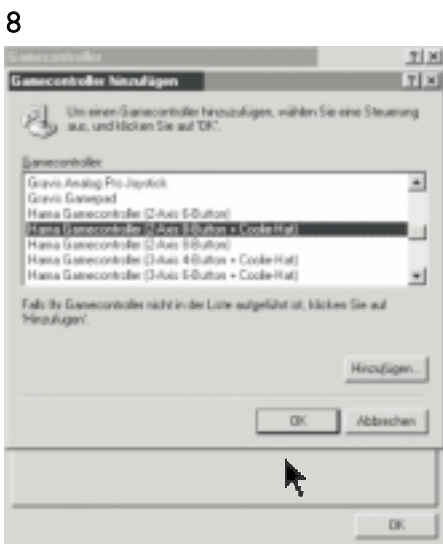 8
Gamecontroller
Gamecontroller hinzufügen
Um einen Gamecontroller hinzuzufügen, wählen Sie eine Steuerung
aus, und klicken Sie auf "OK".
Gamecontroller:
Gravis Analog Pro Joystick
Gravis Gamepad
Hama Gamecontroller (2-Axis 6-Button)
Hama Gamecontroller (2-Axis 8-Button + Coolie-Hat)
Hama Gamecontroller (2-Axis 8-Button)
Hama Gamecontroller (3-Axis 4-Button + Coolie-Hat)
Hama Gamecontroller (3-Axis 6-Button + Coolie-Hat)
Falls Ihr Gamecontroller nicht in der Liste aufgeführt ist, klicken Sie auf
"Hinzufügen".
Hinzufügen...
OK
Abbrechen
OK